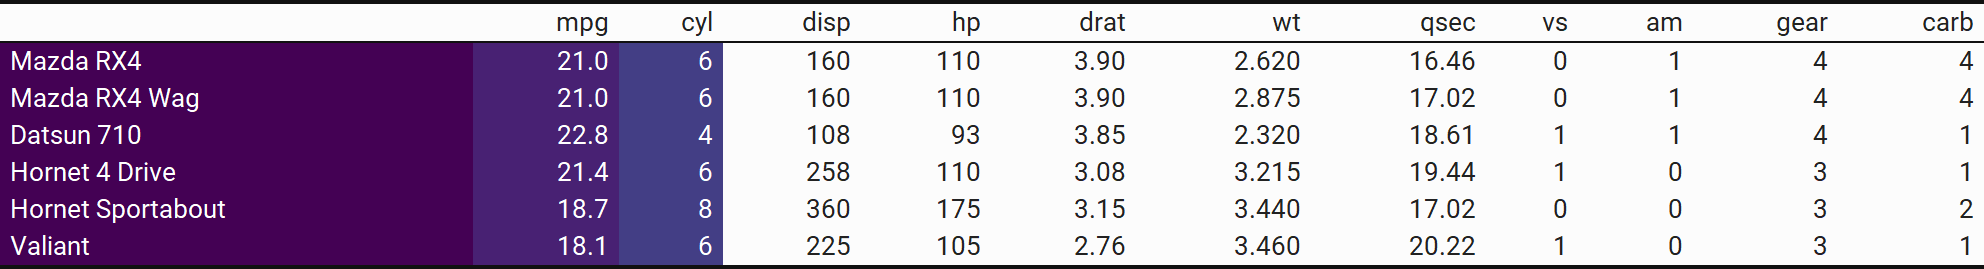 mpg cyl disp hp drat wt qsec vs am gear carb
Mazda RX4 21.0 6 160 110 3.90 2.620 16.46 0 1 4 4
Mazda RX4 Wag 21.0 6 160 110 3.90 2.875 17.02 0 1 4 4
Datsun 710 22.8 4 108 93 3.85 2.320 18.61 1 1 4 1
Hornet 4 Drive 21.4 6 258 110 3.08 3.215 19.44 1 0 3 1
Hornet Sportabout 18.7 8 360 175 3.15 3.440 17.02 0 0 3 2
Valiant 18.1 6 225 105 2.76 3.460 20.22 1 0 3 1